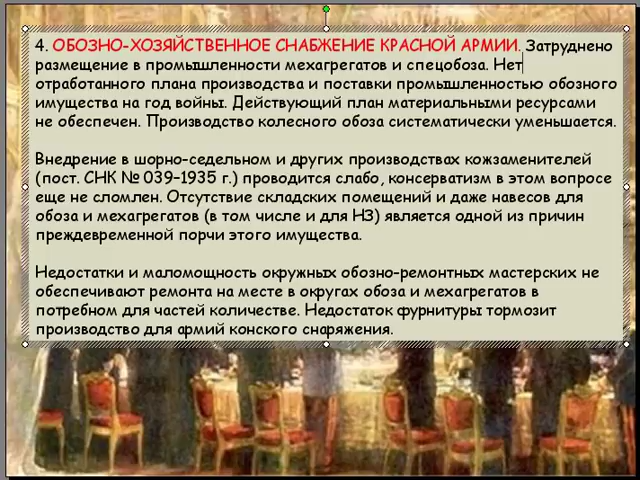 4. ОБОЗНО-ХОЗЯЙСТВЕННОЕ СНАБЖЕНИЕ КРАСНОЙ АРМИИ. Затруднено
размещение в промышленности мехагрегатов и спецобоза. Нет
отработанного плана производства и поставки промышленностью обозного
имущества на год войны. Действующий план материальными ресурсами
не обеспечен. Производство колесного обоза систематически уменьшается.
Внедрение в шорно-седельном и других производствах кожзаменителей
(пост. СНК № 039–1935 г.) проводится слабо, консерватизм в этом вопросе
еще не сломлен. Отсутствие складских помещений и даже навесов для
обоза и мехагрегатов (в том числе и для НЗ) является одной из причин
преждевременной порчи этого имущества.
Недостатки и маломощность окружных обозно-ремонтных мастерских не
обеспечивают ремонта на месте в округах обоза и мехагрегатов в
потребном для частей количестве. Недостаток фурнитуры тормозит
производство для армий конского снаряжения.